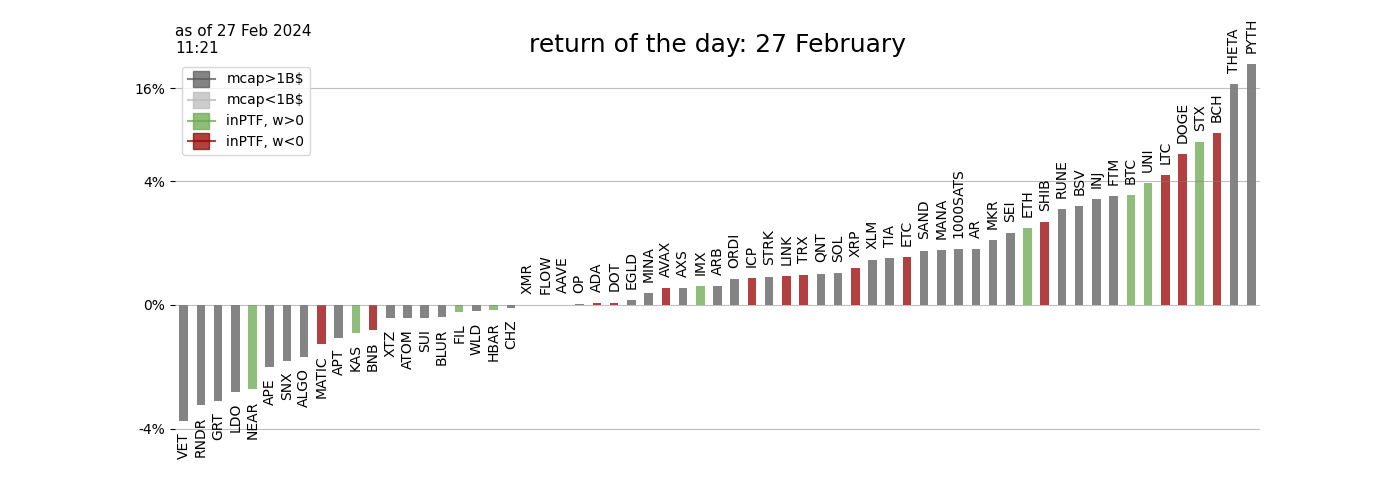 as of 27 Feb 2024
11:21
return of the day: 27 February
mcap>1B$
mcap<1B$
inPTF, w>0
inPTF, w<0
16%
4%
0%
-4%
VET
RNDR
GRT
LDO
NEAR
APE
SNX
ALGO
MATIC
APT
KAS
BNB
XTZ
ATOM
SUI
BLUR
FIL
WLD
HBAR
CHZ
XMR
FLOW
AAVE
OP
ADA
DOT
EGLD
MINA
AVAX
AXS
IMX
ARB
ORDI
ICP
STRK
LINK
TRX
QNT
SOL
XRP
XLM
TIA
ETC
SAND
MANA
1000SATS
AR
MKR
SEI
ETH
SHIB
RUNE
BSV
INJ
FTM
BTC
UNI
LTC
DOGE
STX
BCH
THETA
PYTH